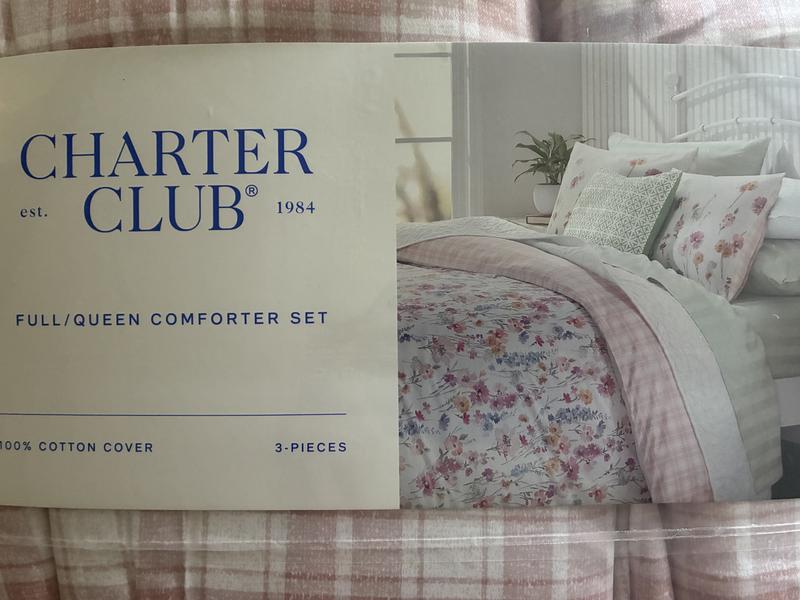 CHARTER
est. CLUB® 1984
FULL/QUEEN COMFORTER SET
100% COTTON COVER 3-PIECES